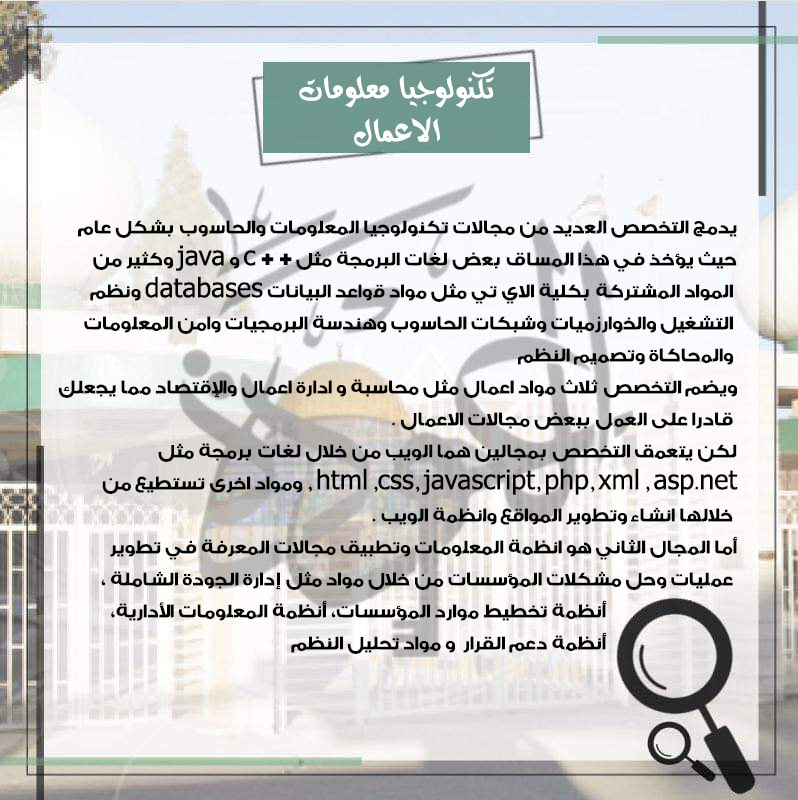 تكنولوجيا معلومات
الاعمال
يدمج التخصص العديد من مجالات تكنولوجيا المعلومات والحاسوب بشكل عام
حيث يؤخذ في هذا المساق بعض لغات البرمجة مثل ++ c و java وكثير من
المواد المشتركة بكلية الاي تي مثل مواد قواعد البيانات databases ونظم
التشغيل والخوارزميات وشبكات الحاسوب وهندسة البرمجيات وامن المعلومات
والمحاكاة وتصميم النظم
ويضم التخصص ثلاث مواد اعمال مثل محاسبة و ادارة اعمال والإقتصاد مما يجعلك
قادرا على العمل ببعض مجالات الاعمال .
لكن يتعمق التخصص بمجالين هما الويب من خلال لغات برمجة مثل
html ,css, javascript, php, xml , asp.net , ومواد اخرى تستطيع من
خلالها انشاء وتطوير المواقع وانظمة الويب .
أما المجال الثاني هو انظمة المعلومات وتطبيق مجالات المعرفة في تطوير
عمليات وحل مشكلات المؤسسات من خلال مواد مثل إدارة الجودة الشاملة ،
أنظمة تخطيط موارد المؤسسات، أنظمة المعلومات الأدارية،
أنظمة دعم القرار و مواد تحليل النظم